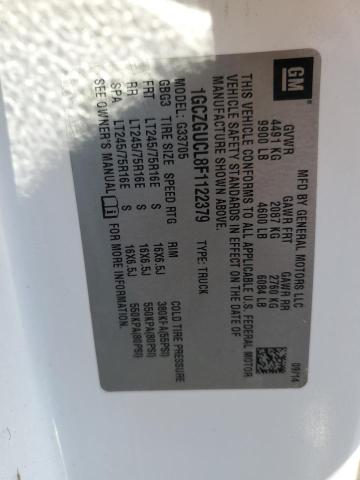 GM
MFD BY GENERAL MOTORS LLC
GVWR GAWR FRT GAWR RR
4491 KG 2087 KG 2760 KG
9900 LB 4600 LB 6084 LB
09/14
THIS VEHICLE CONFORMS TO ALL APPLICABLE U.S. FEDERAL MOTOR
VEHICLE SAFETY STANDARDS IN EFFECT ON THE DATE OF
MANUFACTURE SHOWN ABOVE.
1GCZGUCL8F1122379 TYPE: TRUCK
G33705
GBG3 TIRE SIZE SPEED RTG RIM COLD TIRE PRESSURE
FRT LT245/75R16E S 16X6.5J 380KPA(55PSI)
RR LT245/75R16E S 16X6.5J 550KPA(80PSI)
LT245/75R16E S 16X6.5J 550KPA(80PSI)
SEE OWNER'S MANUAL FOR MORE INFORMATION.